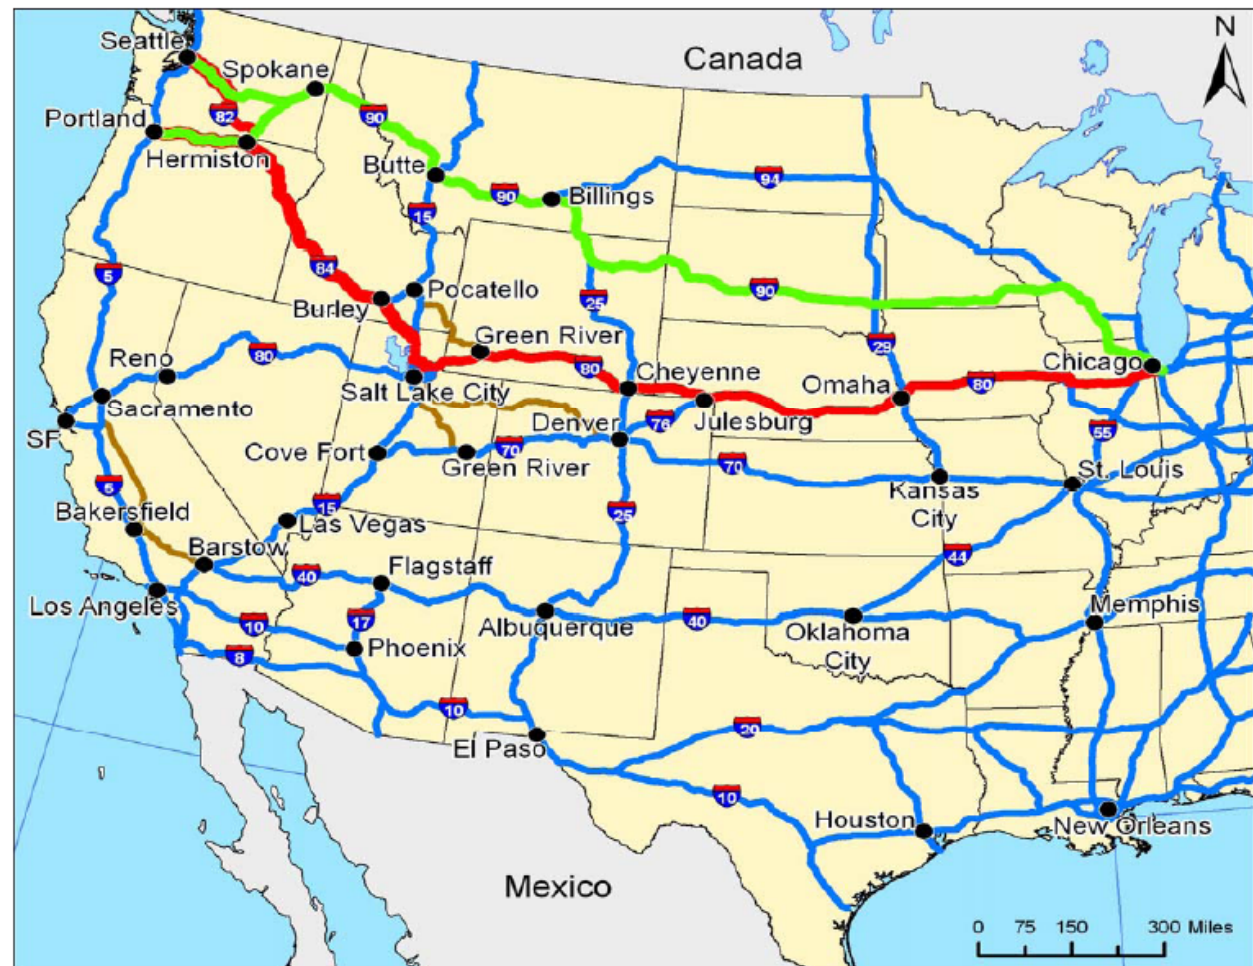 Canada
N
Seattle
Spokane
82
90
Portland
Hermiston
Butte
90
Billings
94
15
5
84
Pocatello
25
90
Burley
Green River
29
Reno
80
80
Cheyenne
Chicago
Salt Lake City
Omaha
80
Sacramento
Denver
76
Julesburg
55
SF
Cove Fort
70
Green River
70
St. Louis
Kansas
City
5
15
Las Vegas
25
Bakersfield
Barstow
44
40
Flagstaff
Los Angeles
Memphis
10
17
Albuquerque
40
Oklahoma
City
8
Phoenix
10
El Paso
20
10
Houston
New Orleans
Mexico
0 75 150 300 Miles